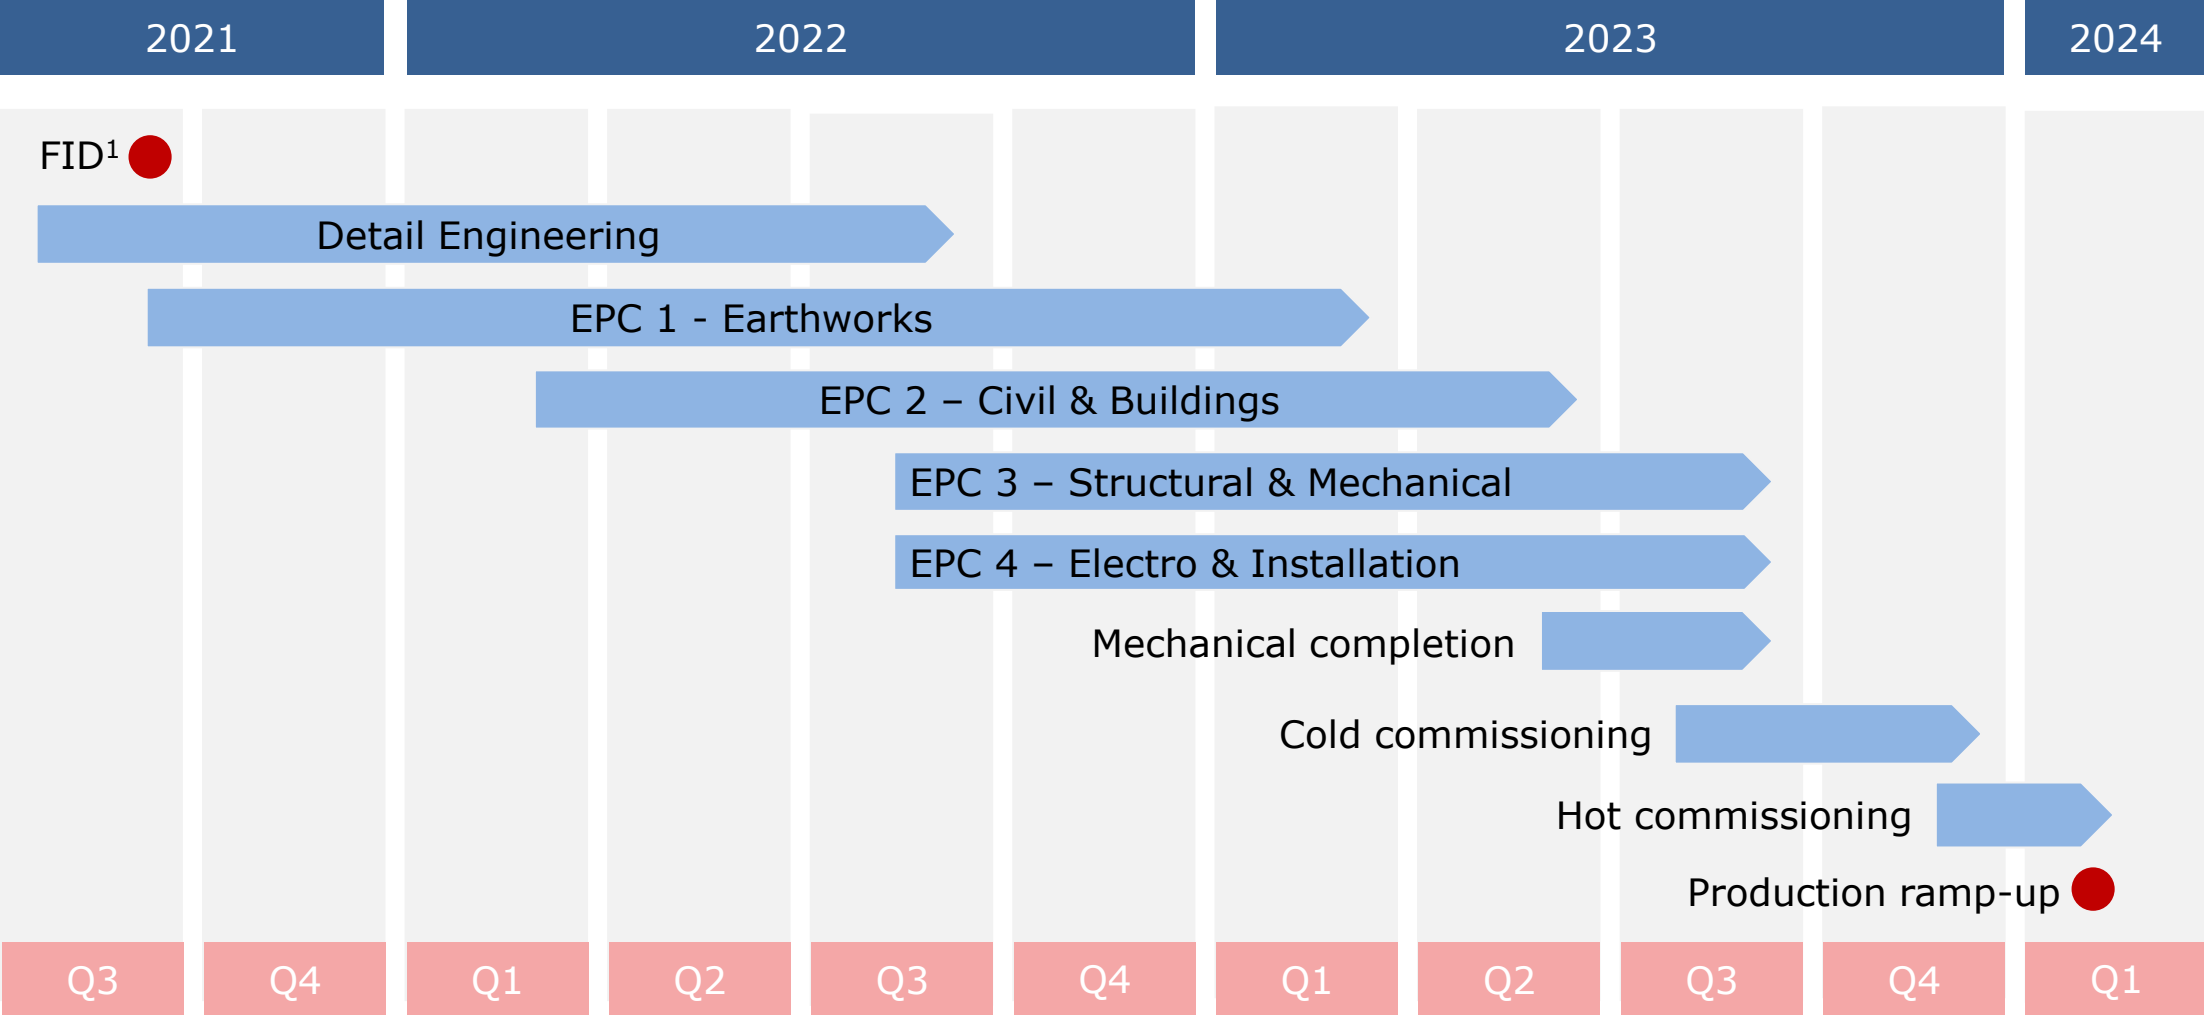 2021
2022
2023
2024
FID¹
Detail Engineering
EPC 1 - Earthworks
EPC 2 – Civil & Buildings
EPC 3 – Structural & Mechanical
EPC 4 – Electro & Installation
Mechanical completion
Cold commissioning
Hot commissioning
Production ramp-up
Q3
Q4
Q1
Q2
Q3
Q4
Q1
Q2
Q3
Q4
Q1